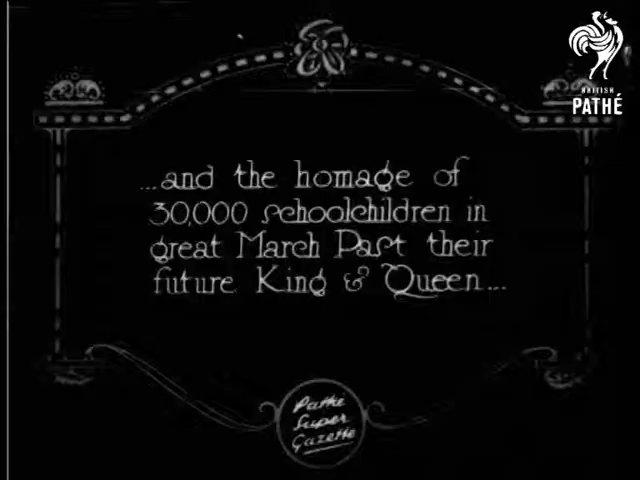 BRITISH
PATHÉ
...and the homage of
30,000 schoolchildren in
great March Past their
future King & Queen...
Pathé
Super
Gazette